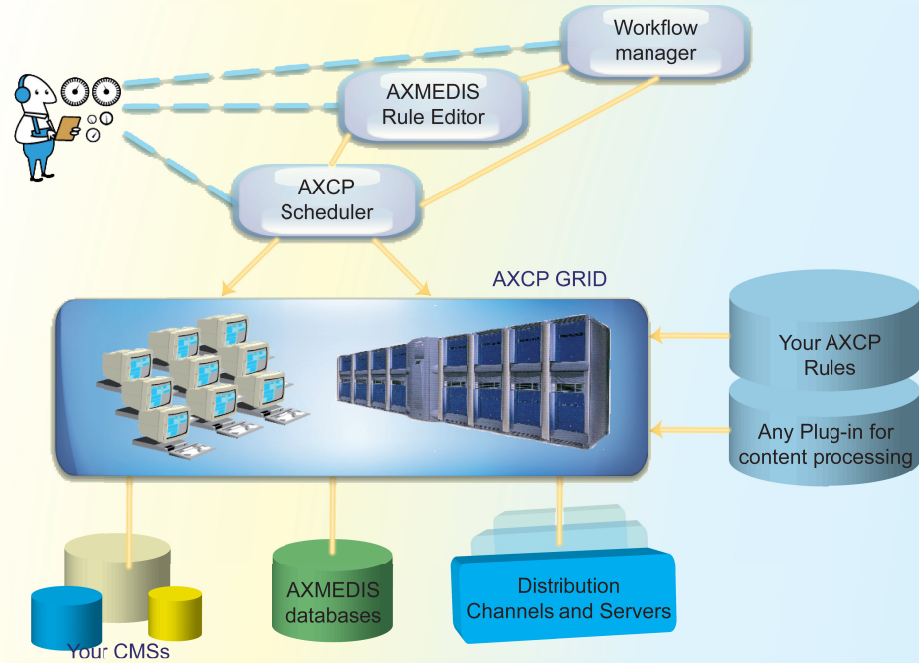 Workflow
manager
AXMEDIS
Rule Editor
AXCP
Scheduler
AXCP GRID
Your AXCP
Rules
Any Plug-in for
content processing
AXMEDIS
databases
Distribution
Channels and Servers
Your CMSs